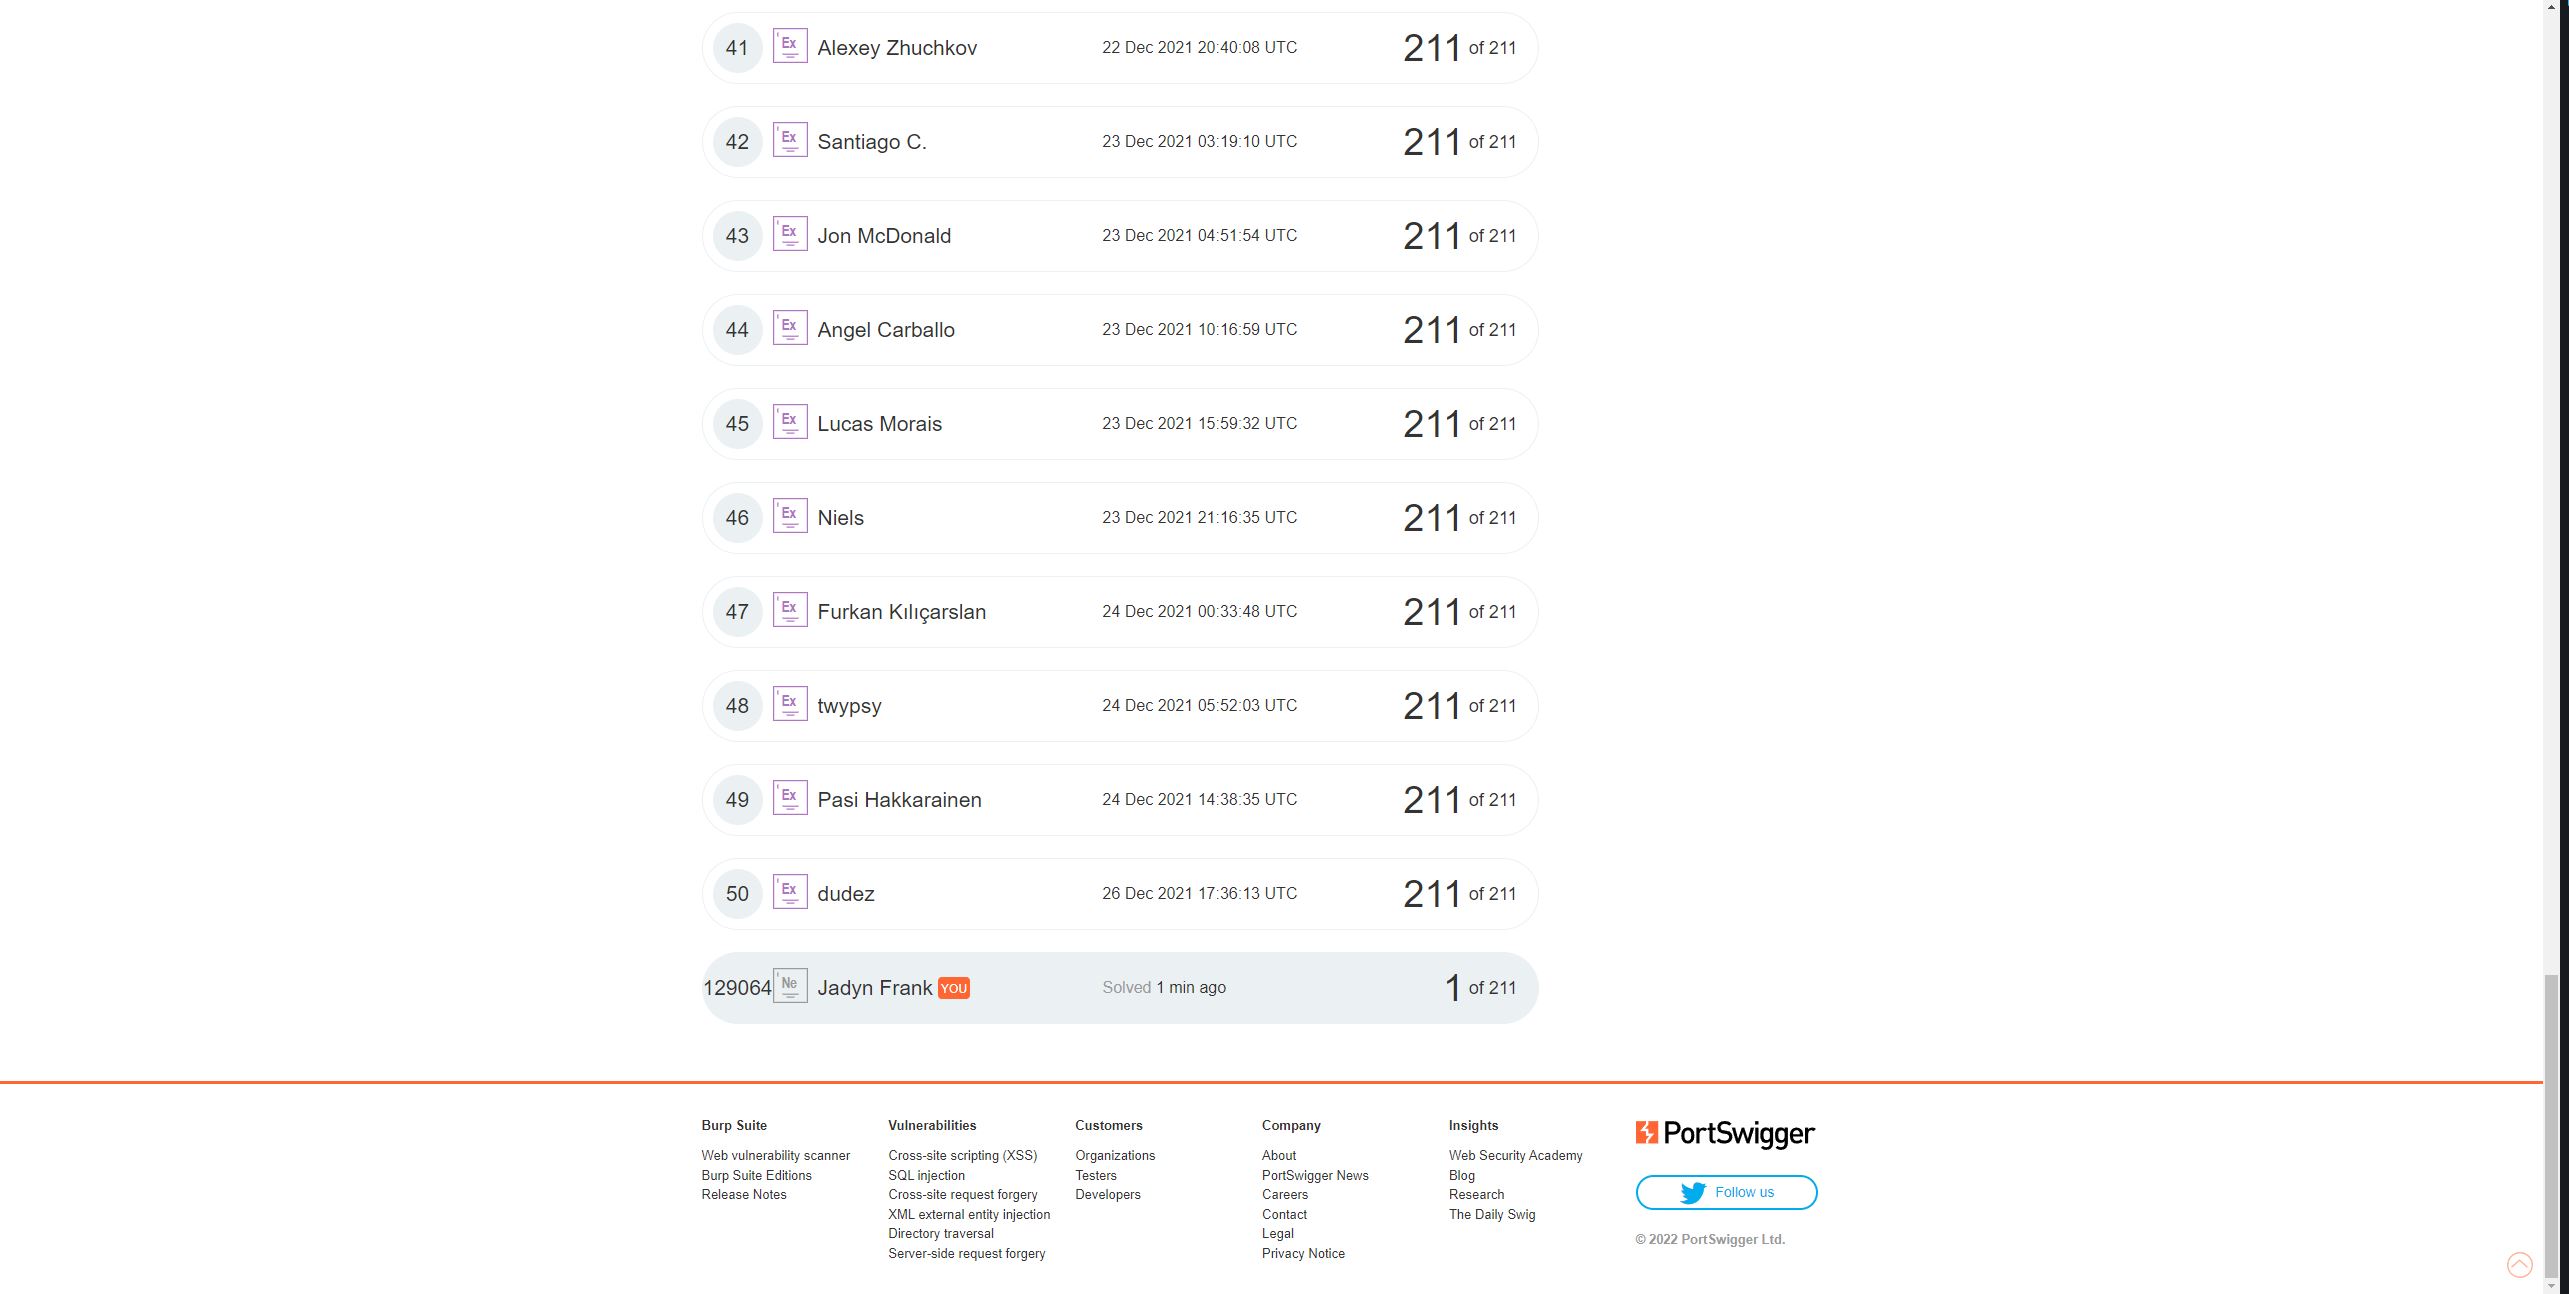 41 Ex Alexey Zhuchkov 22 Dec 2021 20:40:08 UTC 211 of 211
42 Ex Santiago C. 23 Dec 2021 03:19:10 UTC 211 of 211
43 Ex Jon McDonald 23 Dec 2021 04:51:54 UTC 211 of 211
44 Ex Angel Carballo 23 Dec 2021 10:16:59 UTC 211 of 211
45 Ex Lucas Morais 23 Dec 2021 15:59:32 UTC 211 of 211
46 Ex Niels 23 Dec 2021 21:16:35 UTC 211 of 211
47 Ex Furkan Kılıçarslan 24 Dec 2021 00:33:48 UTC 211 of 211
48 Ex twypsy 24 Dec 2021 05:52:03 UTC 211 of 211
49 Ex Pasi Hakkarainen 24 Dec 2021 14:38:35 UTC 211 of 211
50 Ex dudez 26 Dec 2021 17:36:13 UTC 211 of 211
129064 Ne Jadyn Frank YOU Solved 1 min ago 1 of 211
Burp Suite
Web vulnerability scanner
Burp Suite Editions
Release Notes
Vulnerabilities
Cross-site scripting (XSS)
SQL injection
Cross-site request forgery
XML external entity injection
Directory traversal
Server-side request forgery
Customers
Organizations
Testers
Developers
Company
About
PortSwigger News
Careers
Contact
Legal
Privacy Notice
Insights
Web Security Academy
Blog
Research
The Daily Swig
PortSwigger
Follow us
© 2022 PortSwigger Ltd.